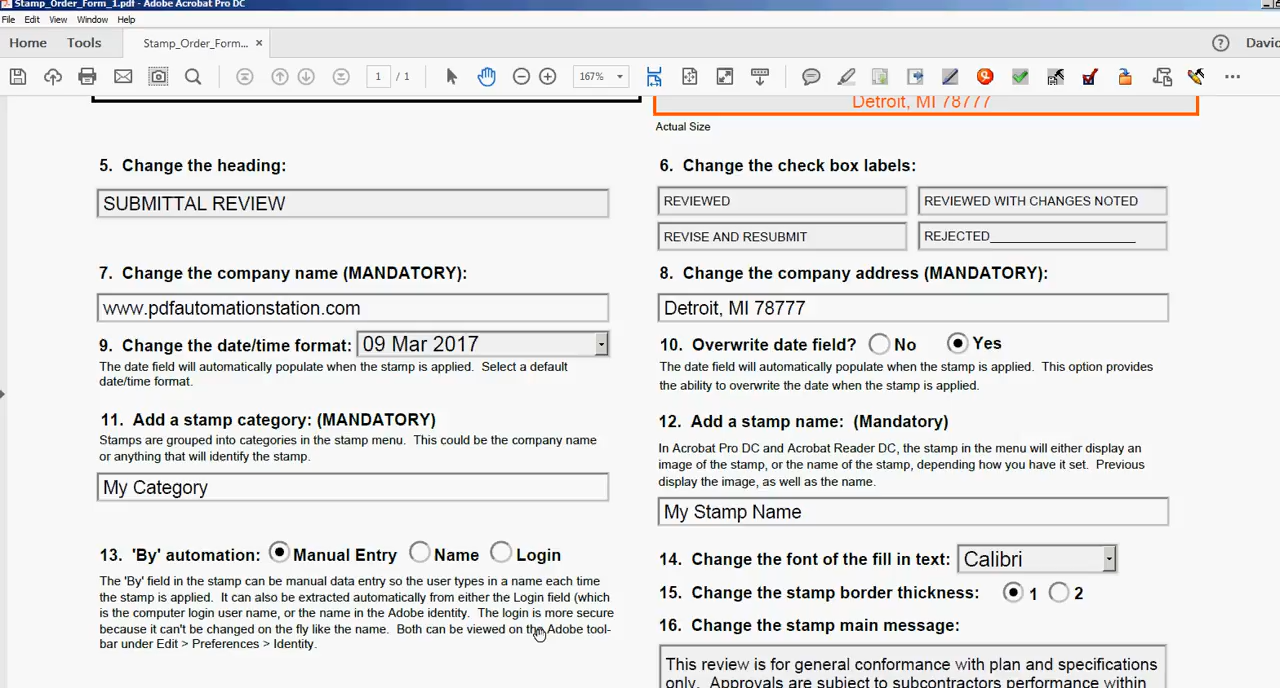 Stamp_Order_Form_1.pdf - Adobe Acrobat Pro DC
File Edit View Window Help
Home Tools Stamp_Order_Form... × David
1 / 1 167%
Detroit, MI 78777
Actual Size
5. Change the heading:
SUBMITTAL REVIEW
6. Change the check box labels:
REVIEWED
REVIEWED WITH CHANGES NOTED
REVISE AND RESUBMIT
REJECTED____________________
7. Change the company name (MANDATORY):
www.pdfautomationstation.com
8. Change the company address (MANDATORY):
Detroit, MI 78777
9. Change the date/time format: 09 Mar 2017
The date field will automatically populate when the stamp is applied. Select a default
date/time format.
10. Overwrite date field? No Yes
The date field will automatically populate when the stamp is applied. This option provides
the ability to overwrite the date when the stamp is applied.
11. Add a stamp category: (MANDATORY)
Stamps are grouped into categories in the stamp menu. This could be the company name
or anything that will identify the stamp.
My Category
12. Add a stamp name: (Mandatory)
In Acrobat Pro DC and Acrobat Reader DC, the stamp in the menu will either display an
image of the stamp, or the name of the stamp, depending how you have it set. Previous
display the image, as well as the name.
My Stamp Name
13. 'By' automation: Manual Entry Name Login
The 'By' field in the stamp can be manual data entry so the user types in a name each time
the stamp is applied. It can also be extracted automatically from either the Login field (which
is the computer login user name, or the name in the Adobe identity. The login is more secure
because it can't be changed on the fly like the name. Both can be viewed on the Adobe tool-
bar under Edit > Preferences > Identity.
14. Change the font of the fill in text: Calibri
15. Change the stamp border thickness: 1 2
16. Change the stamp main message:
This review is for general conformance with plan and specifications
only. Approvals are subject to subcontractors performance within